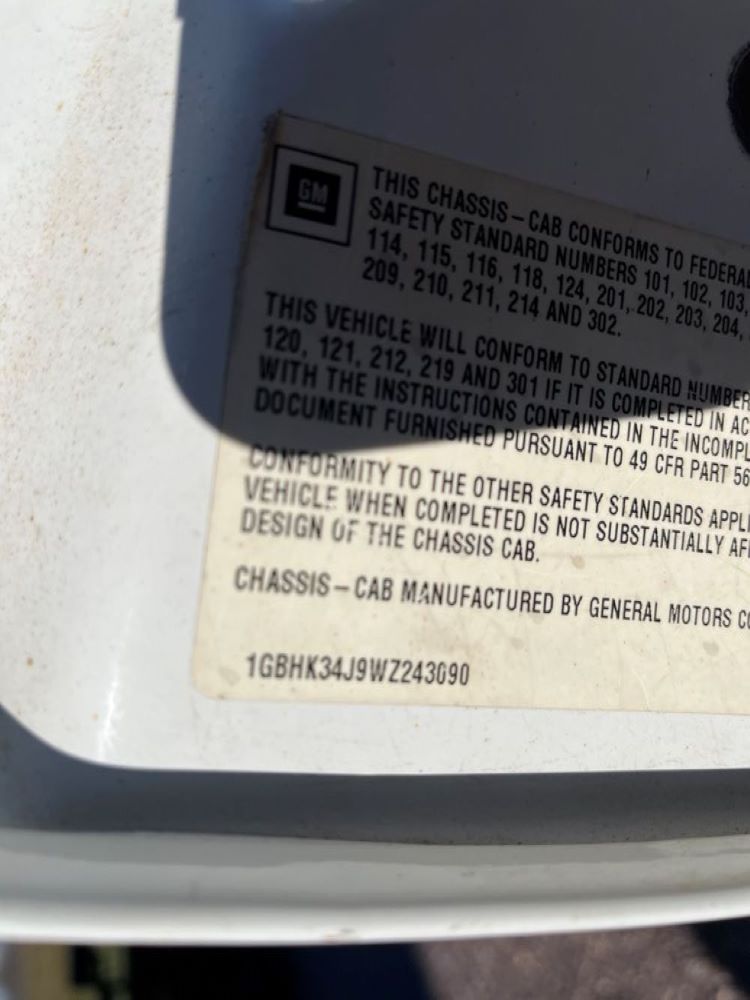 GM
THIS CHASSIS – CAB CONFORMS TO FEDERAL
SAFETY STANDARD NUMBERS 101, 102, 103,
114, 115, 116, 118, 124, 201, 202, 203, 204,
209, 210, 211, 214 AND 302.
THIS VEHICLE WILL CONFORM TO STANDARD NUMBER
120, 121, 212, 219 AND 301 IF IT IS COMPLETED IN AC
WITH THE INSTRUCTIONS CONTAINED IN THE INCOMPL
DOCUMENT FURNISHED PURSUANT TO 49 CFR PART 56
CONFORMITY TO THE OTHER SAFETY STANDARDS APPLI
VEHICLE WHEN COMPLETED IS NOT SUBSTANTIALLY AF
DESIGN OF THE CHASSIS CAB.
CHASSIS – CAB MANUFACTURED BY GENERAL MOTORS CO
1GBHK34J9WZ243090